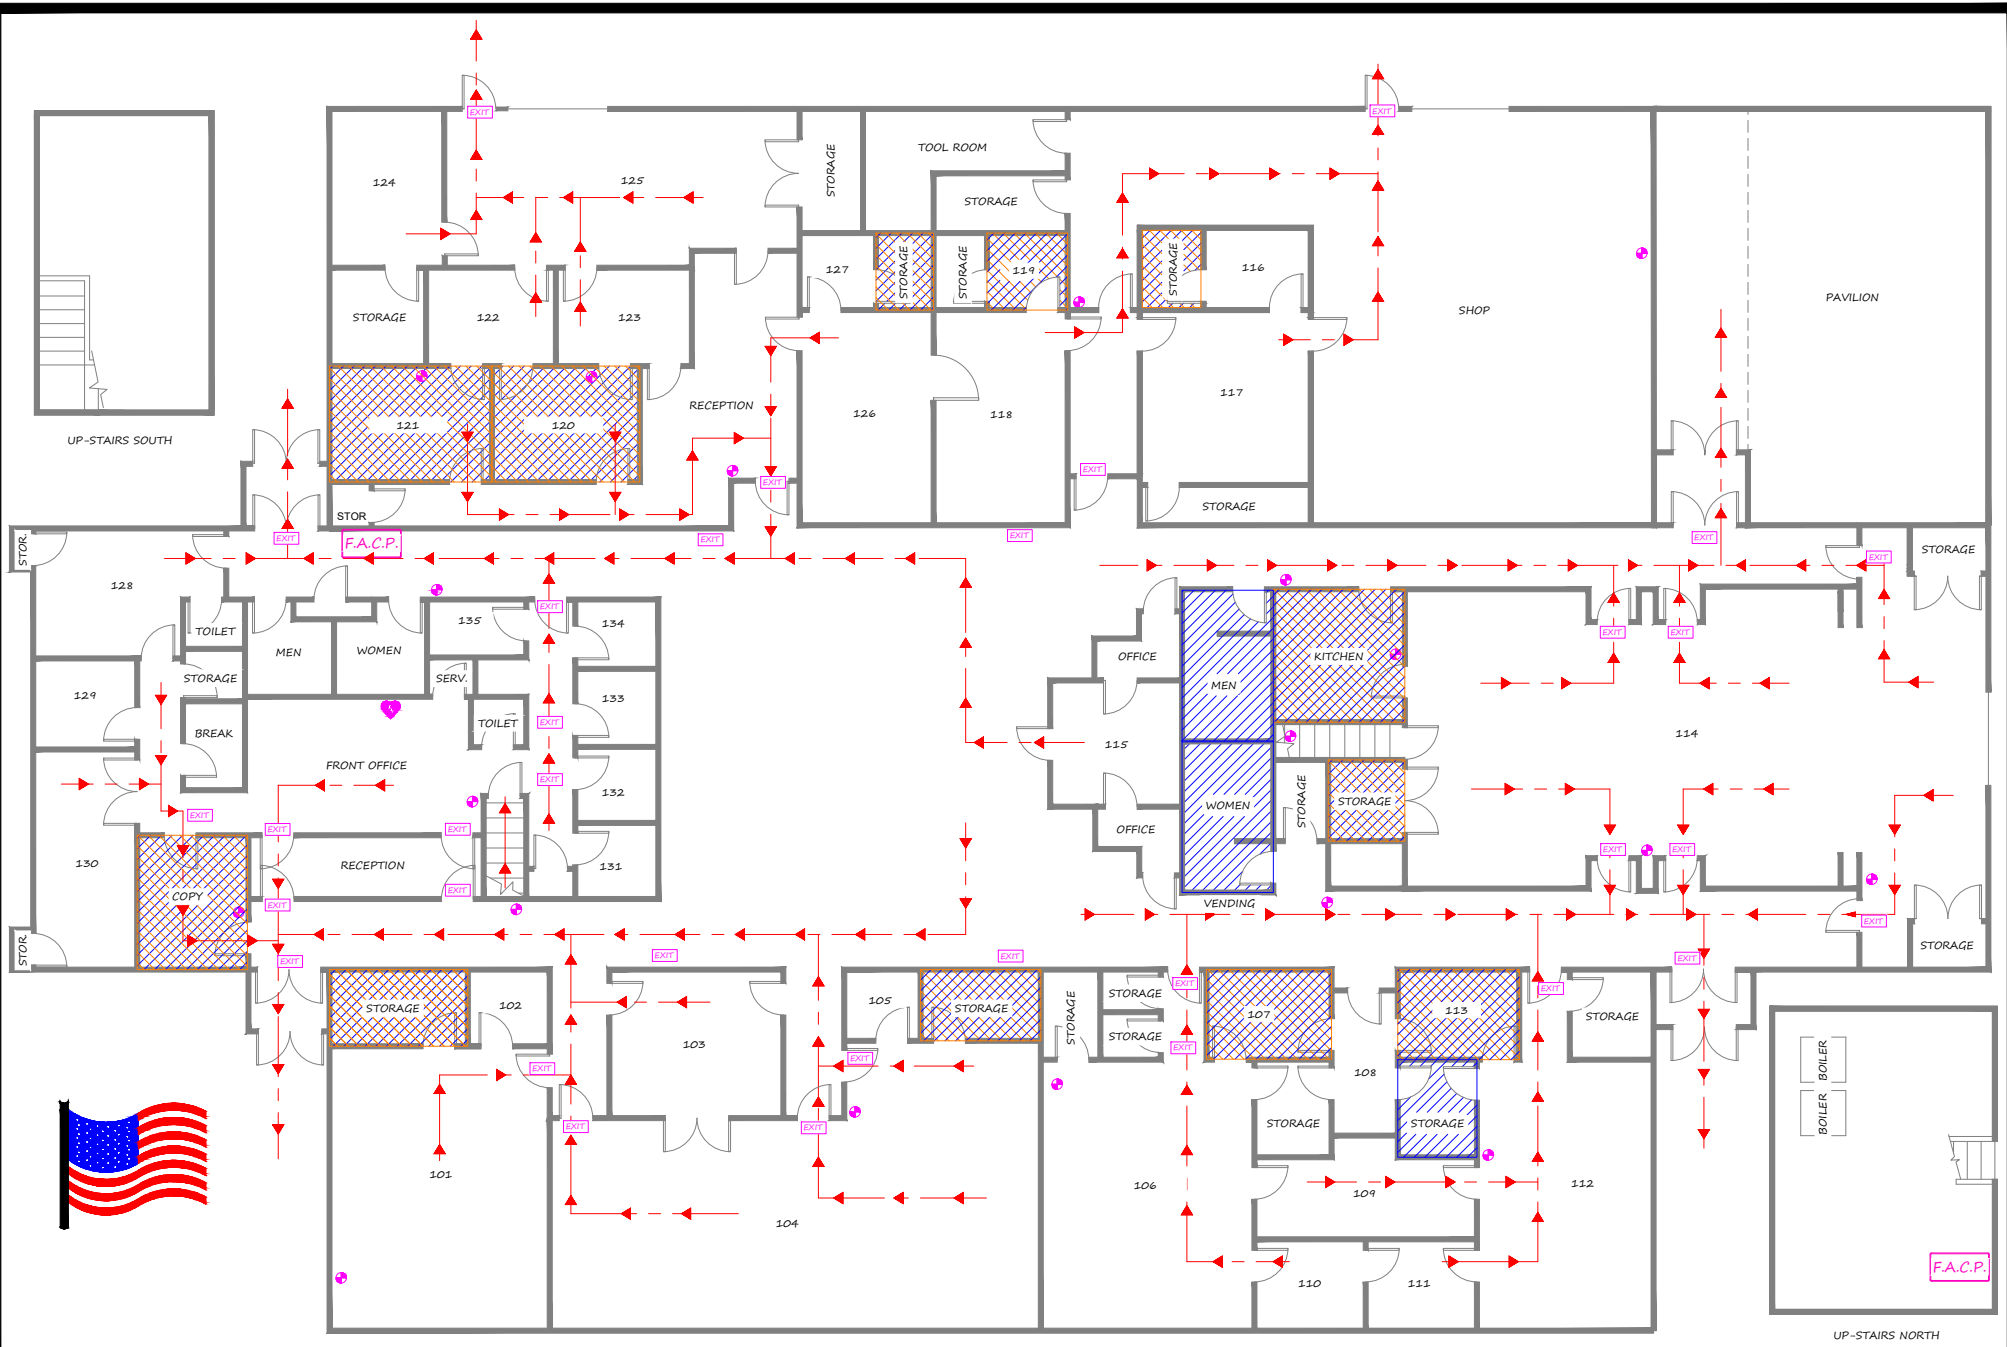 EXIT
EXIT
124
125
STORAGE
TOOL ROOM
STORAGE
STORAGE
122
123
127
STORAGE
STORAGE
119
STORAGE
116
SHOP
PAVILION
UP-STAIRS SOUTH
121
120
RECEPTION
126
118
117
EXIT
EXIT
STORAGE
STOR
EXIT
F.A.C.P.
EXIT
EXIT
EXIT
EXIT
STORAGE
STOR.
128
TOILET
MEN
WOMEN
135
EXIT
134
OFFICE
MEN
KITCHEN
EXIT
EXIT
129
STORAGE
SERV.
133
BREAK
TOILET
EXIT
115
114
FRONT OFFICE
EXIT
132
WOMEN
STORAGE
STORAGE
EXIT
EXIT
EXIT
OFFICE
EXIT
EXIT
130
RECEPTION
131
COPY
EXIT
EXIT
VENDING
EXIT
STOR.
EXIT
EXIT
EXIT
EXIT
STORAGE
STORAGE
102
105
STORAGE
STORAGE
STORAGE
EXIT
107
113
EXIT
STORAGE
103
STORAGE
EXIT
EXIT
EXIT
108
BOILER
EXIT
EXIT
STORAGE
STORAGE
BOILER
101
106
109
112
104
110
111
F.A.C.P.
UP-STAIRS NORTH